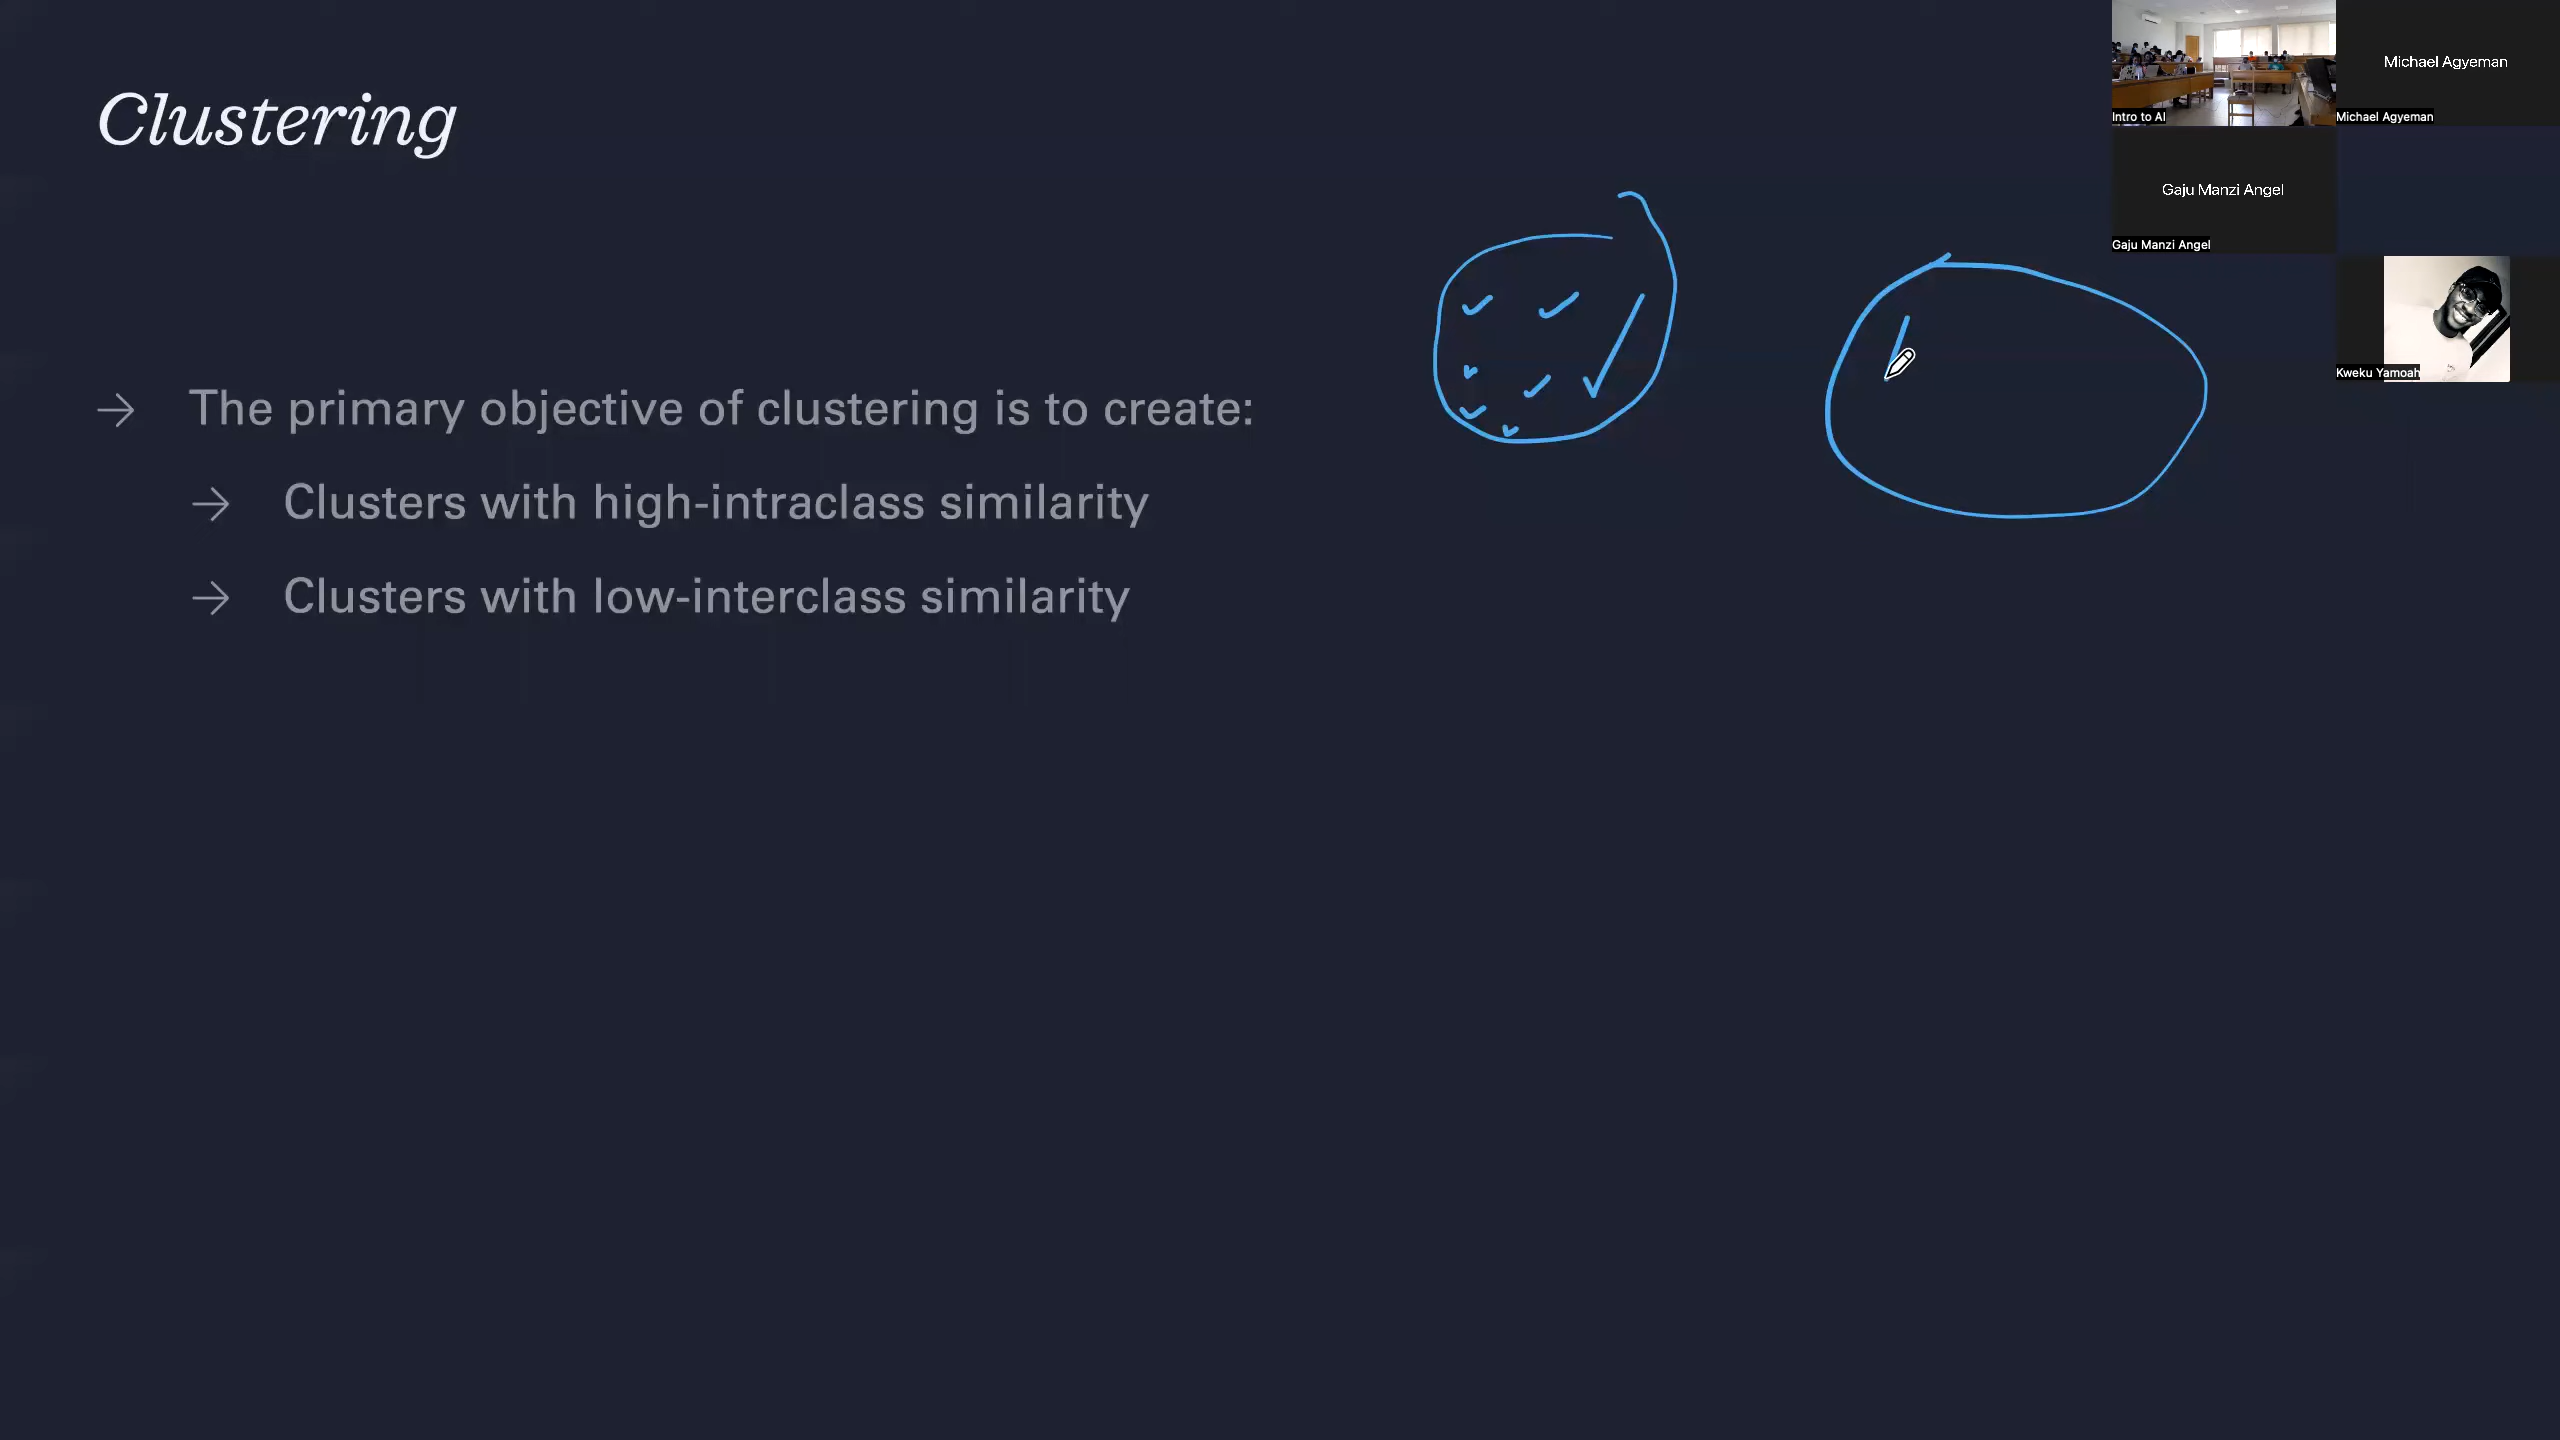 Clustering
→ The primary objective of clustering is to create:
→ Clusters with high-intraclass similarity
→ Clusters with low-interclass similarity
Intro to AI
Michael Agyeman
Michael Agyeman
Gaju Manzi Angel
Gaju Manzi Angel
Kweku Yamoah